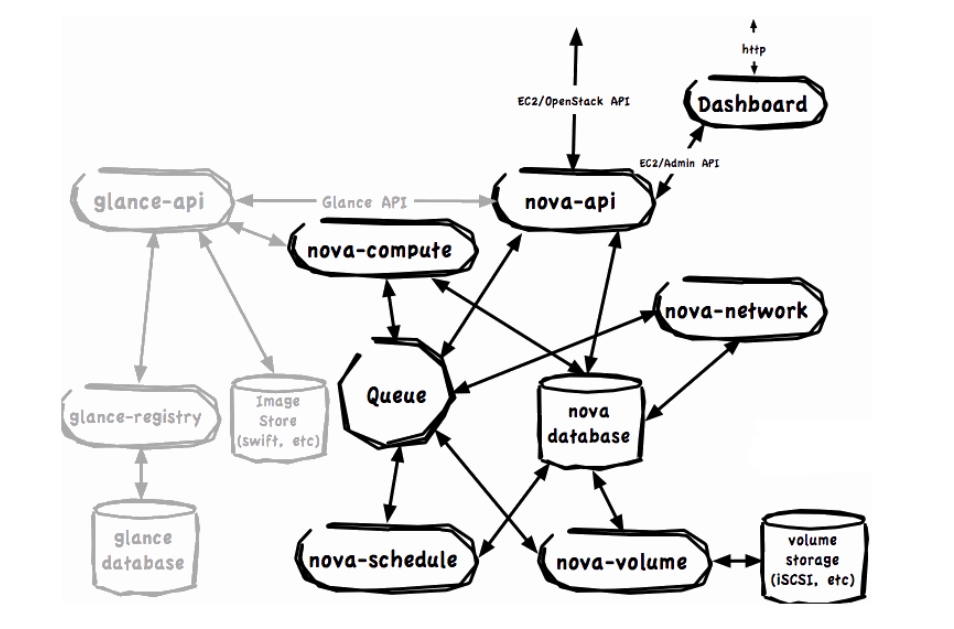 http
EC2/OpenStack API
Dashboard
EC2/Admin API
glance-api
Glance API
nova-api
nova-compute
nova-network
Queue
nova
database
glance-registry
Image
Store
(swift, etc)
glance
database
nova-schedule
nova-volume
volume
storage
(iSCSI, etc)